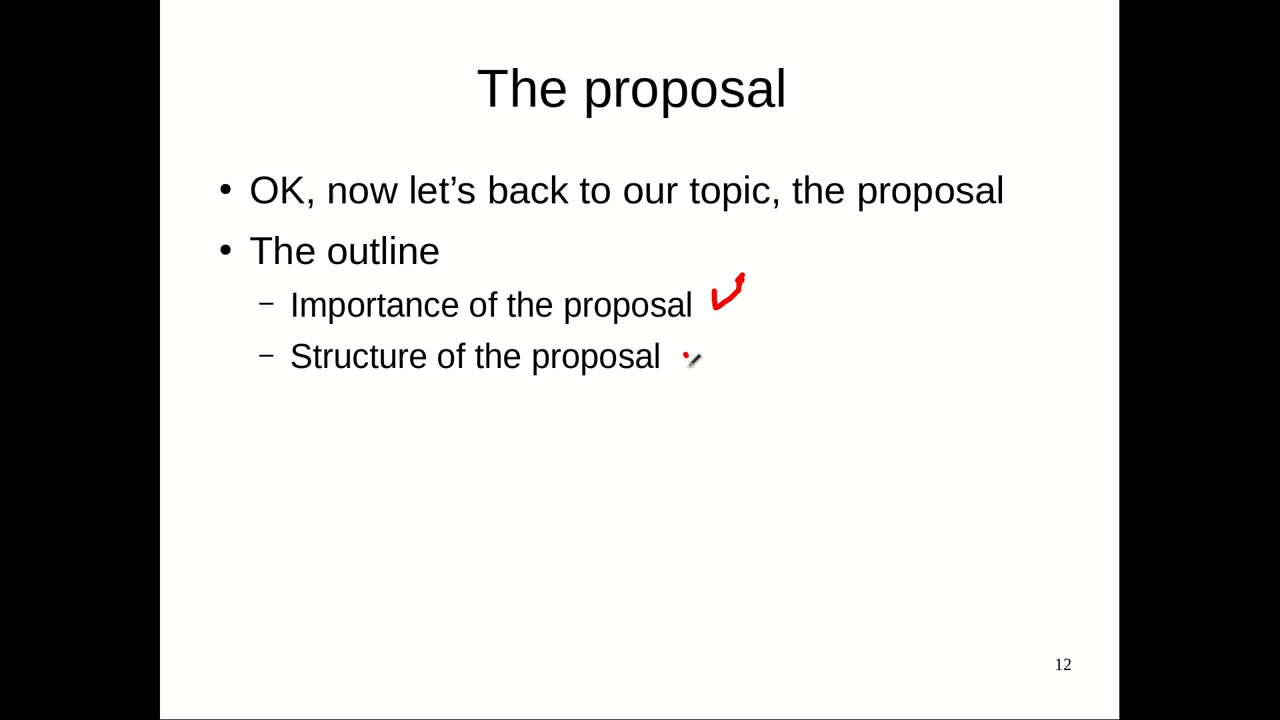 The proposal
• OK, now let’s back to our topic, the proposal
• The outline
– Importance of the proposal
– Structure of the proposal
12